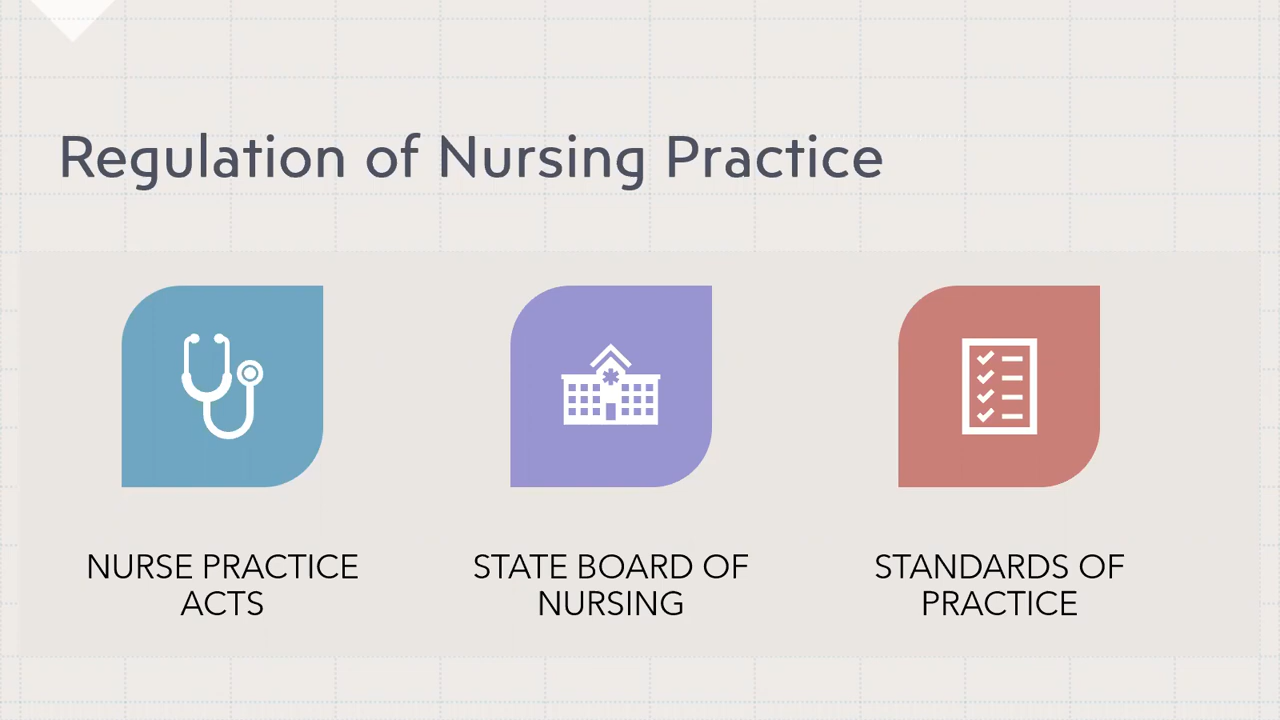 Regulation of Nursing Practice
NURSE PRACTICE
ACTS
STATE BOARD OF
NURSING
STANDARDS OF
PRACTICE